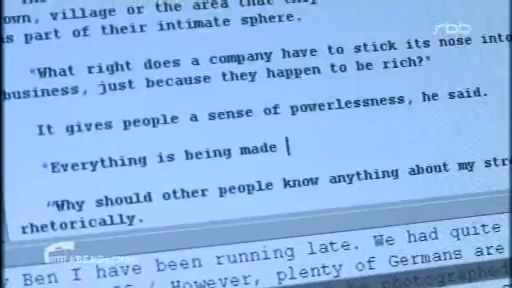 own, village or the area that they
s part of their intimate sphere.
rbb
"What right does a company have to stick its nose into
business, just because they happen to be rich?"
It gives people a sense of powerlessness, he said.
"Everything is being made
"Why should other people know anything about my str
rhetorically.
Ben I have been running late. We had quite
However, plenty of Germans are
photographed